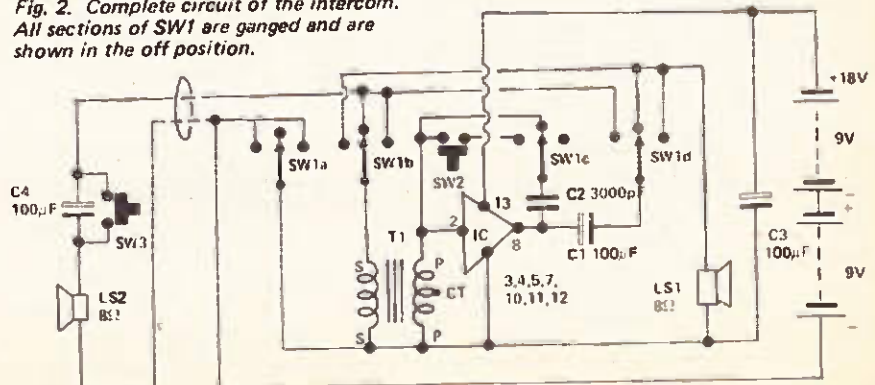 Fig. 2. Complete circuit of the intercom.
All sections of SW1 are ganged and are
shown in the off position.
+18V
9V
SW1a
SW1b
SW2
SW1c
SW1d
C4
100µF
SW3
C2 3000pF
13
2
IC
8
C1 100µF
C3
100µF
T1
S
P
CT
3,4,5,7,
10,11,12
LS1
8Ω
LS2
8Ω
9V
S
P
+
-
-